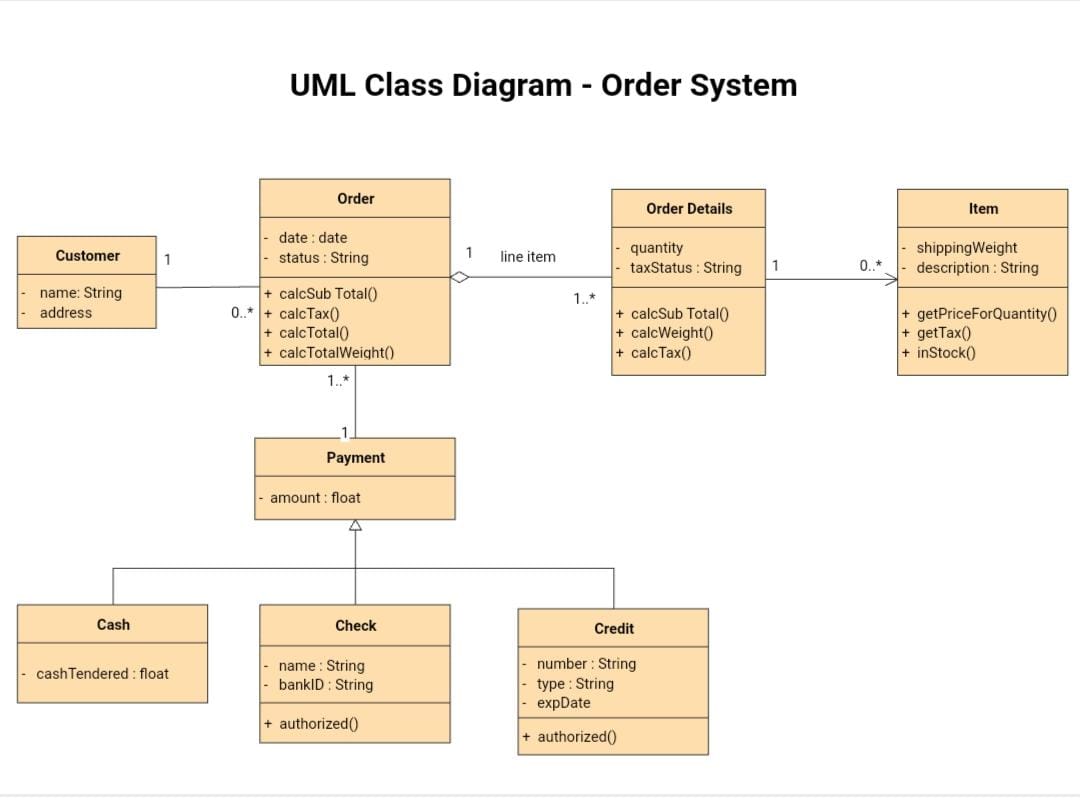 UML Class Diagram - Order System
Customer
- name: String
- address
1
0..*
Order
- date : date
- status : String
+ calcSub Total()
+ calcTax()
+ calcTotal()
+ calcTotalWeight()
1
line item
1..*
Order Details
- quantity
- taxStatus : String
+ calcSub Total()
+ calcWeight()
+ calcTax()
1
0..*
Item
- shippingWeight
- description : String
+ getPriceForQuantity()
+ getTax()
+ inStock()
1..*
1
Payment
- amount : float
Cash
- cashTendered : float
Check
- name : String
- bankID : String
+ authorized()
Credit
- number : String
- type : String
- expDate
+ authorized()